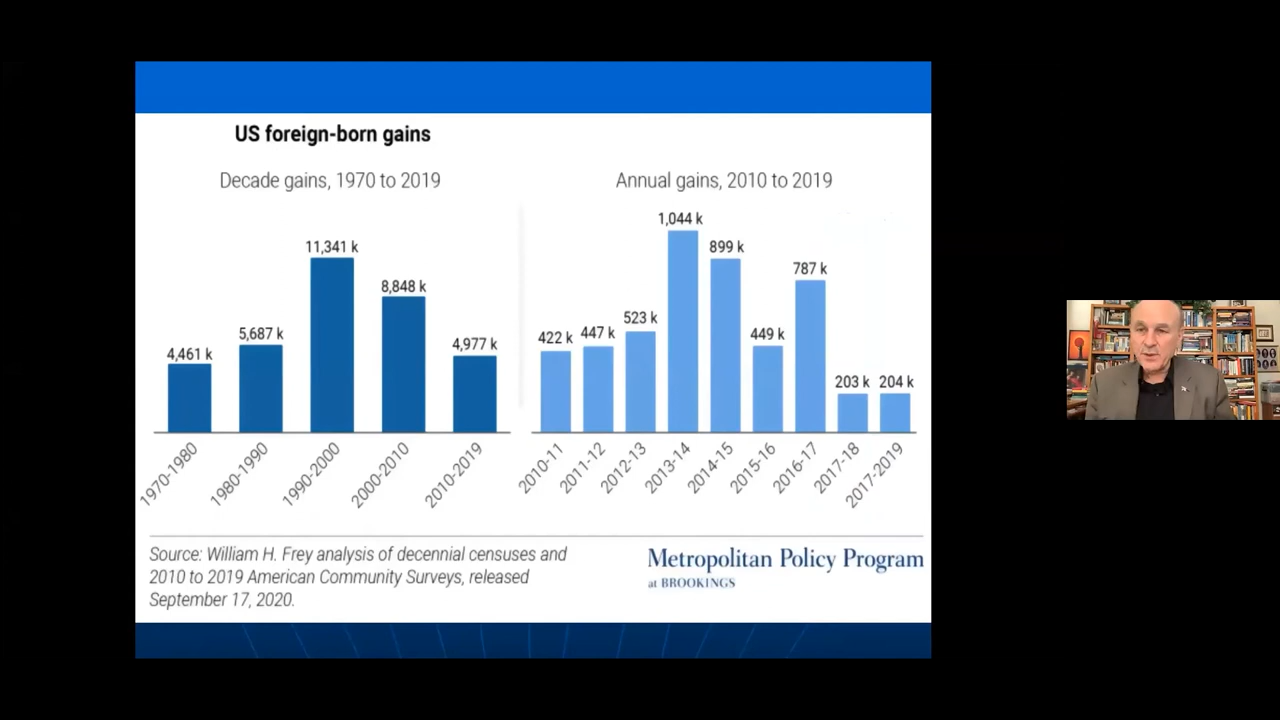 US foreign-born gains
Decade gains, 1970 to 2019
11,341 k
8,848 k
5,687 k
4,977 k
4,461 k
1970-1980
1980-1990
1990-2000
2000-2010
2010-2019
Annual gains, 2010 to 2019
1,044 k
899 k
787 k
523 k
422 k
447 k
449 k
203 k
204 k
2010-11
2011-12
2012-13
2013-14
2014-15
2015-16
2016-17
2017-18
2017-2019
Source: William H. Frey analysis of decennial censuses and
2010 to 2019 American Community Surveys, released
September 17, 2020.
Metropolitan Policy Program
at BROOKINGS